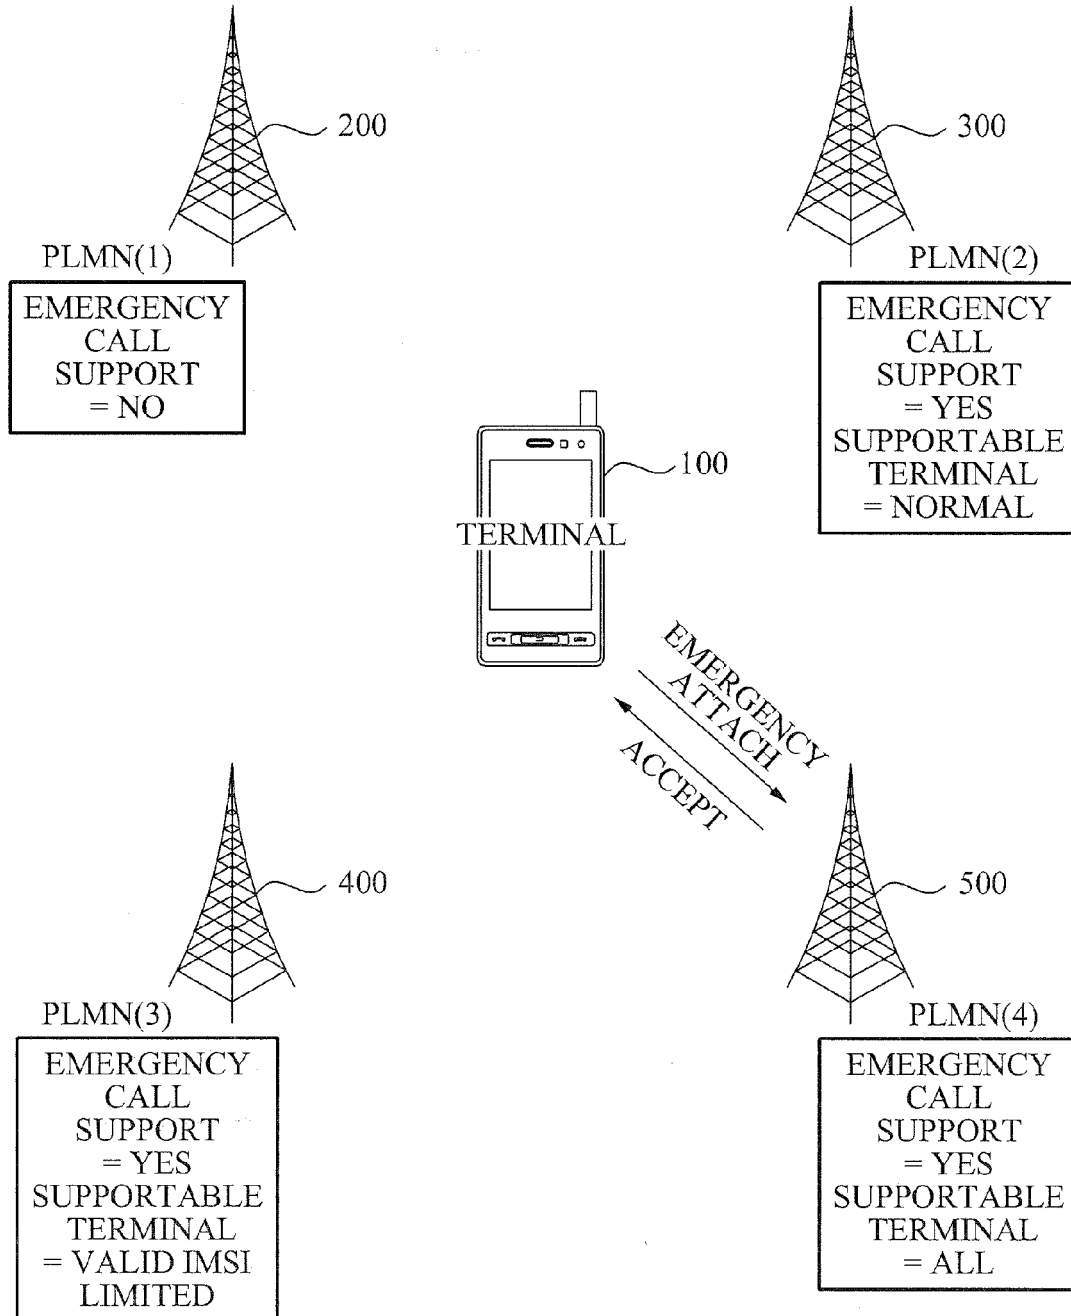 200
300
PLMN(1)
EMERGENCY
CALL
SUPPORT
= NO
PLMN(2)
EMERGENCY
CALL
SUPPORT
= YES
SUPPORTABLE
TERMINAL
= NORMAL
100
TERMINAL
EMERGENCY
ATTACH
ACCEPT
400
500
PLMN(3)
EMERGENCY
CALL
SUPPORT
= YES
SUPPORTABLE
TERMINAL
= VALID IMSI
LIMITED
PLMN(4)
EMERGENCY
CALL
SUPPORT
= YES
SUPPORTABLE
TERMINAL
= ALL